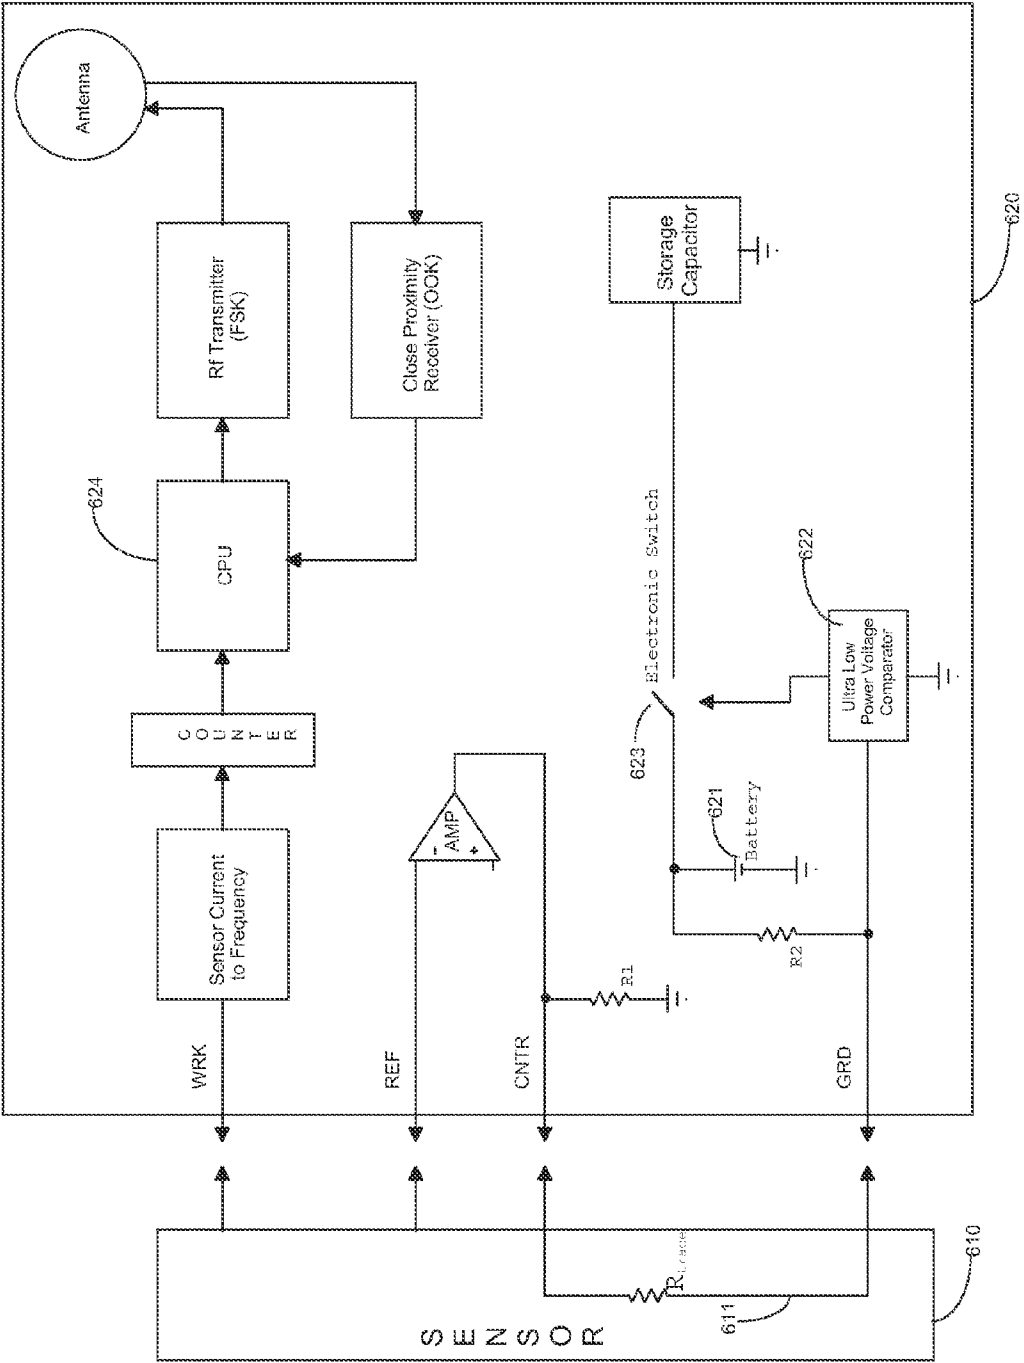 Antenna
Rf Transmitter
(FSK)
Close Proximity
Receiver (OOK)
Storage
Capacitor
620
624
CPU
Electronic Switch
622
Ultra Low
Power Voltage
Comparator
COUNTER
623
AMP
-
+
621
Battery
Sensor Current
to Frequency
R1
R2
WRK
REF
CNTR
GRD
SENSOR
Rtrace
611
610